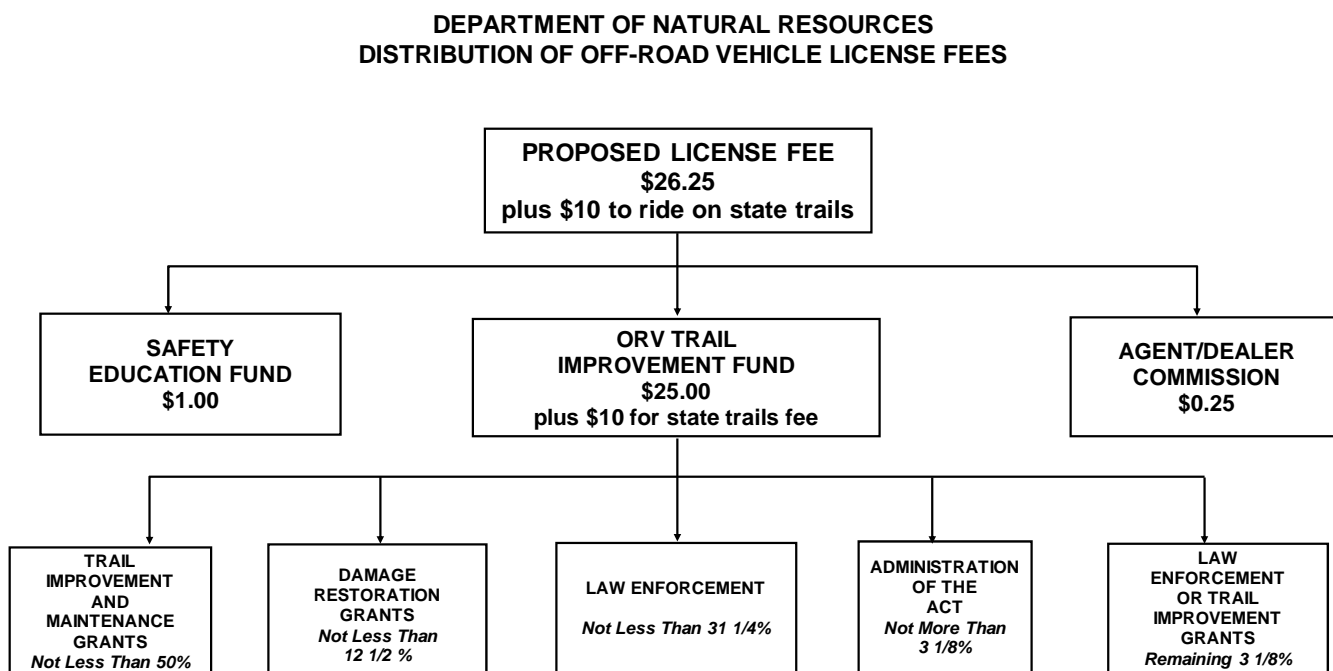 DEPARTMENT OF NATURAL RESOURCES
DISTRIBUTION OF OFF-ROAD VEHICLE LICENSE FEES
PROPOSED LICENSE FEE
$26.25
plus $10 to ride on state trails
SAFETY
EDUCATION FUND
$1.00
ORV TRAIL
IMPROVEMENT FUND
$25.00
plus $10 for state trails fee
AGENT/DEALER
COMMISSION
$0.25
TRAIL
IMPROVEMENT
AND
MAINTENANCE
GRANTS
Not Less Than 50%
DAMAGE
RESTORATION
GRANTS
Not Less Than
12 1/2 %
LAW ENFORCEMENT
Not Less Than 31 1/4%
ADMINISTRATION
OF THE
ACT
Not More Than
3 1/8%
LAW
ENFORCEMENT
OR TRAIL
IMPROVEMENT
GRANTS
Remaining 3 1/8%